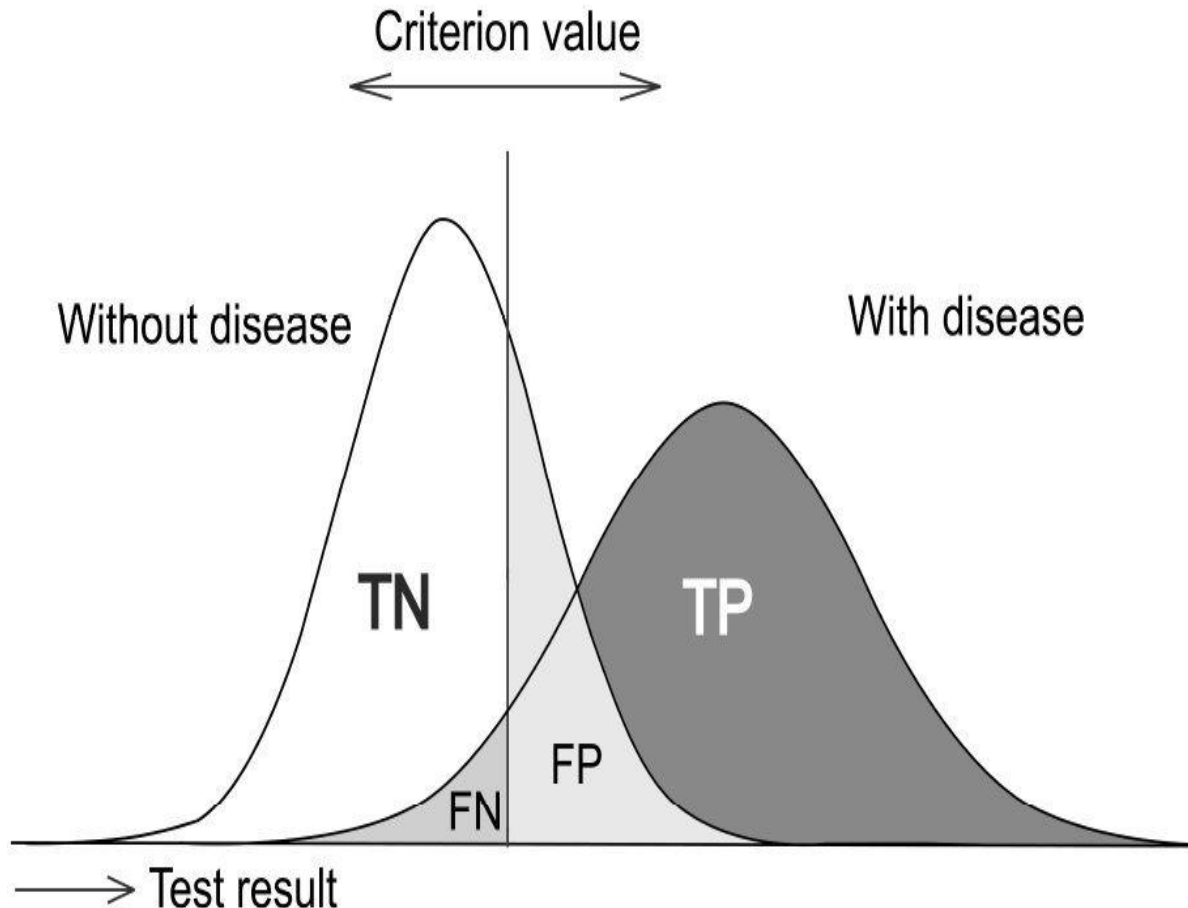 Criterion value
Without disease
With disease
TN
TP
FP
FN
Test result